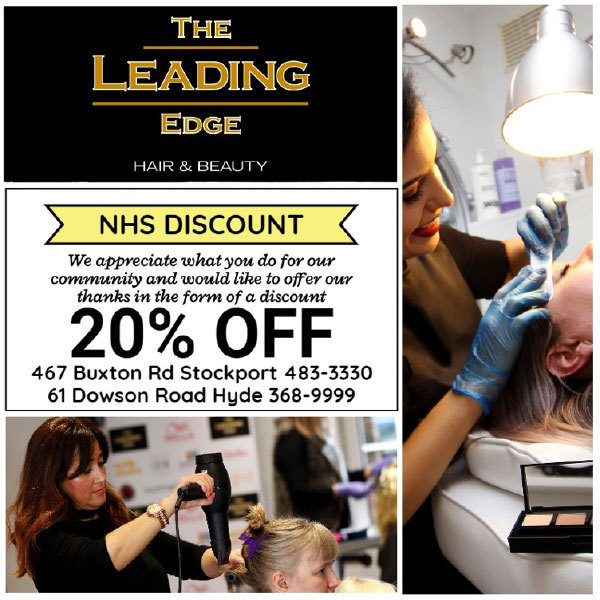 THE
LEADING
EDGE
HAIR & BEAUTY
NHS DISCOUNT
We appreciate what you do for our
community and would like to offer our
thanks in the form of a discount
20% OFF
467 Buxton Rd Stockport 483-3330
61 Dowson Road Hyde 368-9999